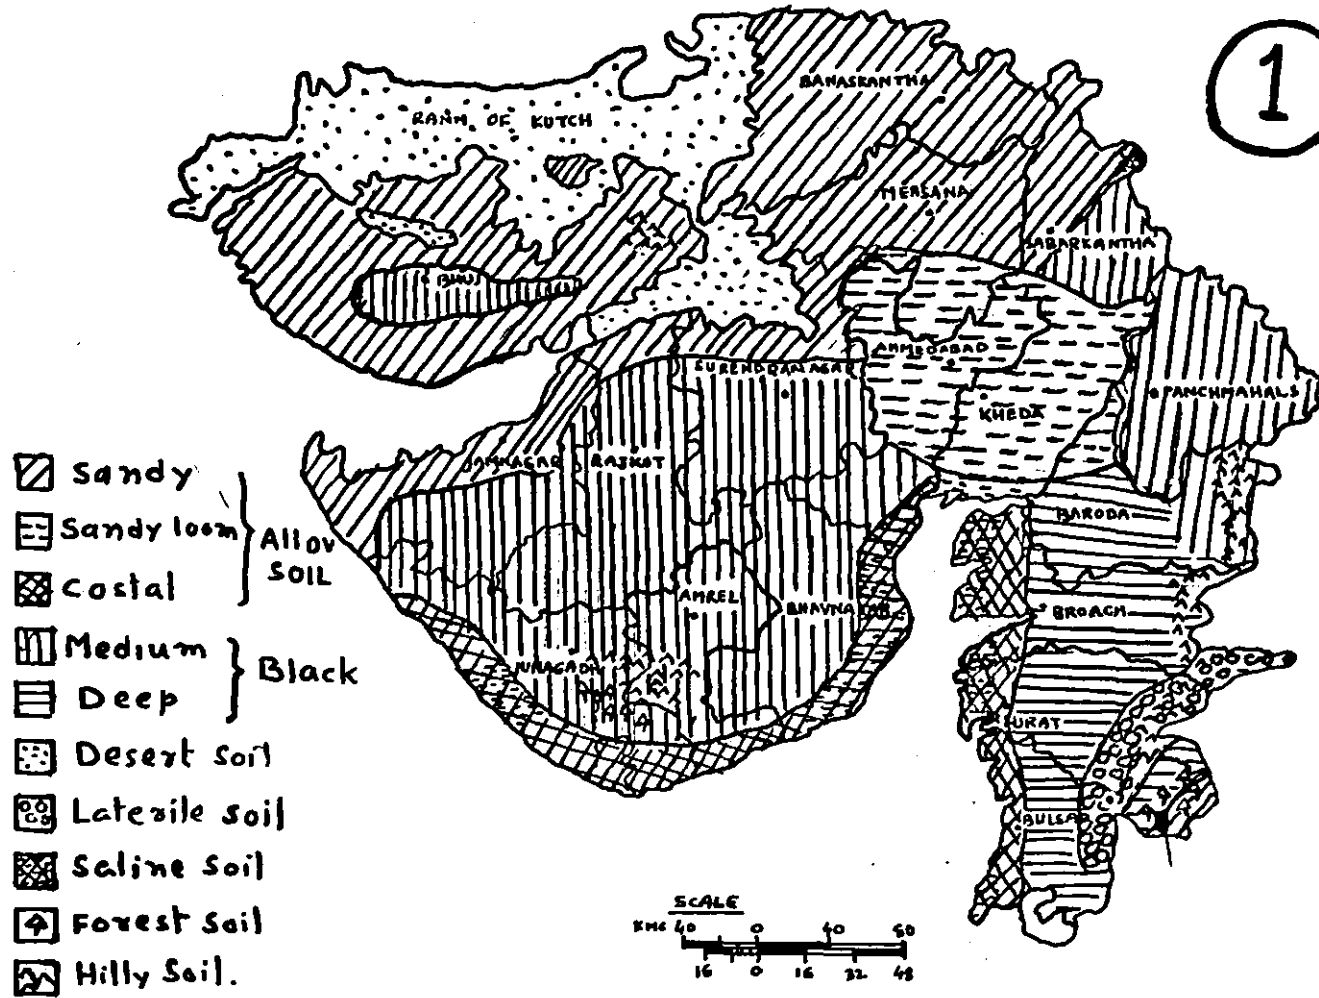 1
BANASKANTHA
RANN OF KUTCH
MEHSANA
SABARKANTHA
BHUJ
AHMEDABAD
SURENDRANAGAR
PANCHMAHALS
KHEDA
JAMNAGAR
RAJKOT
BARODA
AMREL
BHAVNAGAR
BROACH
JUNAGADH
SURAT
BULSAR
Sandy
Sandy loom
Costal
Allov
SOIL
Medium
Deep
Black
Desert soil
Laterile soil
Saline Soil
Forest Soil
Hilly Soil.
SCALE
KMS 40 0 40 80
16 0 16 32 48